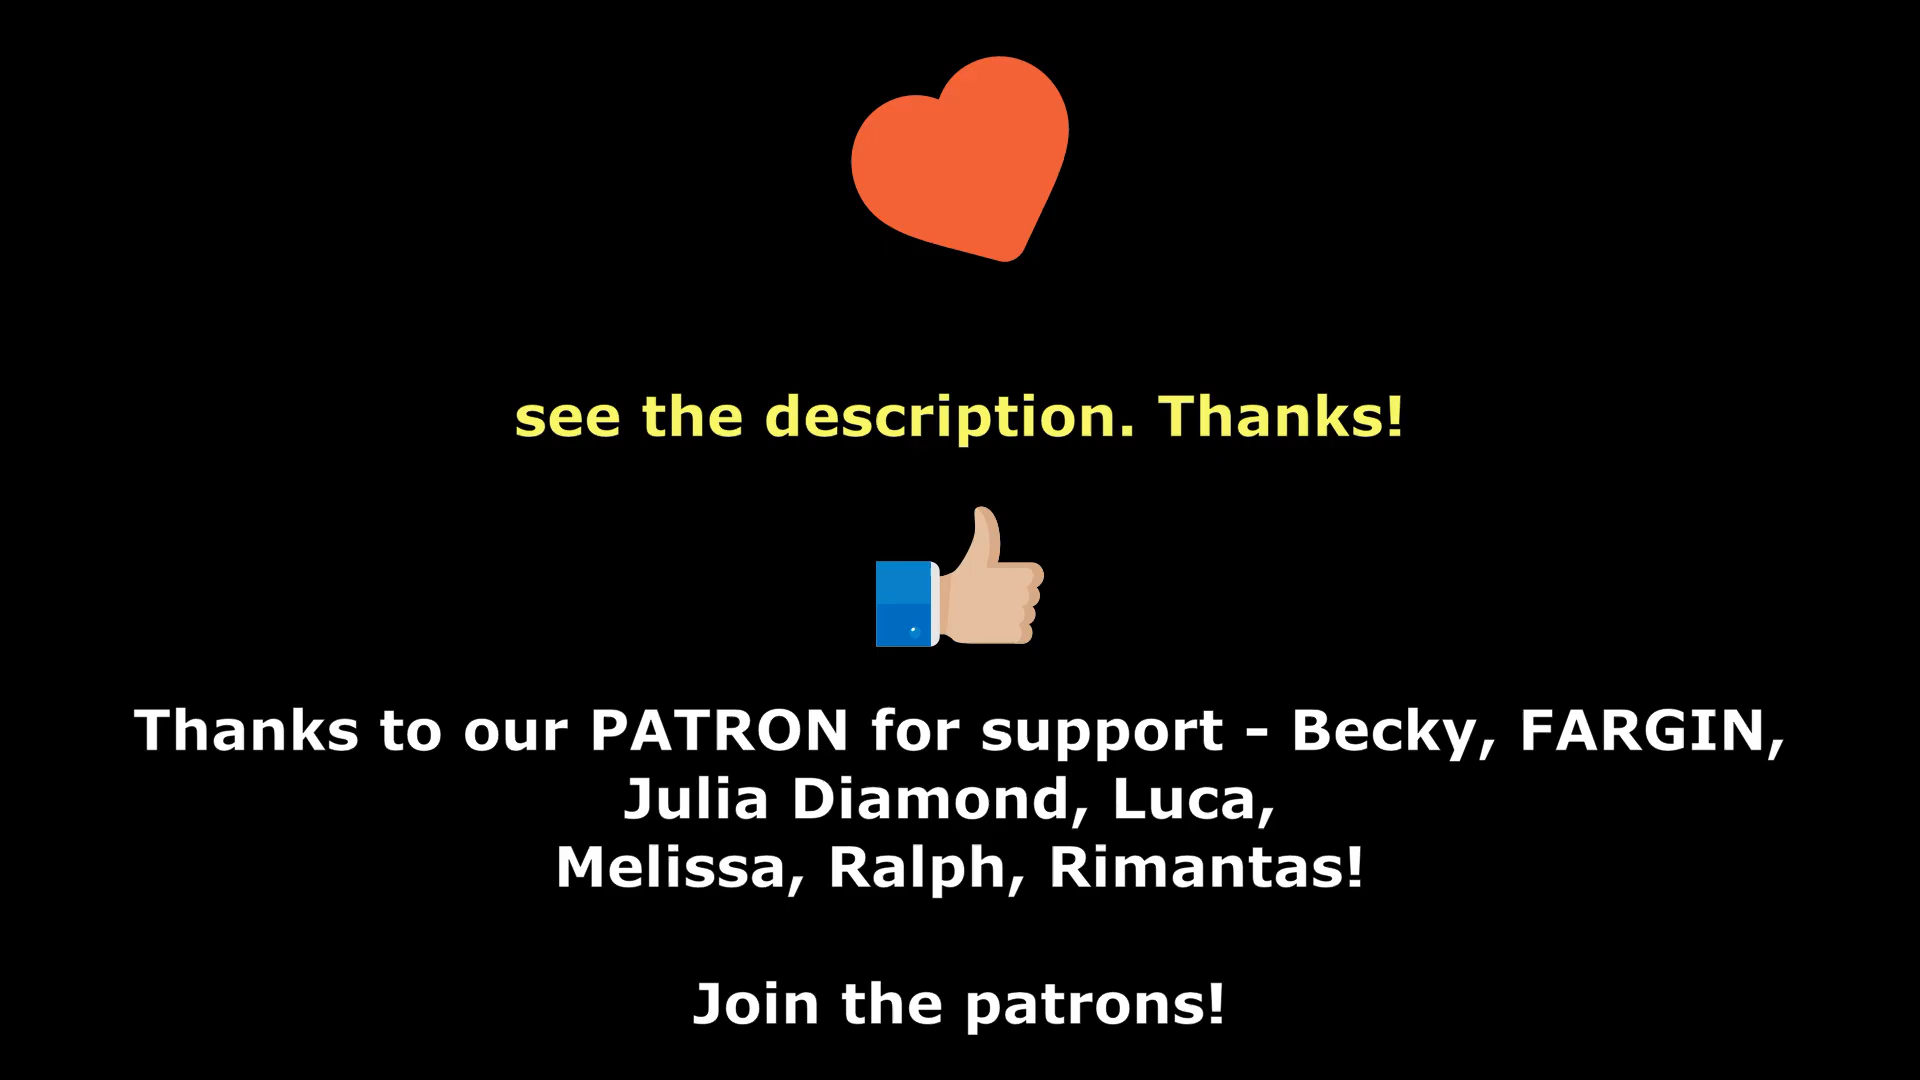 see the description. Thanks!
Thanks to our PATRON for support - Becky, FARGIN,
Julia Diamond, Luca,
Melissa, Ralph, Rimantas!
Join the patrons!